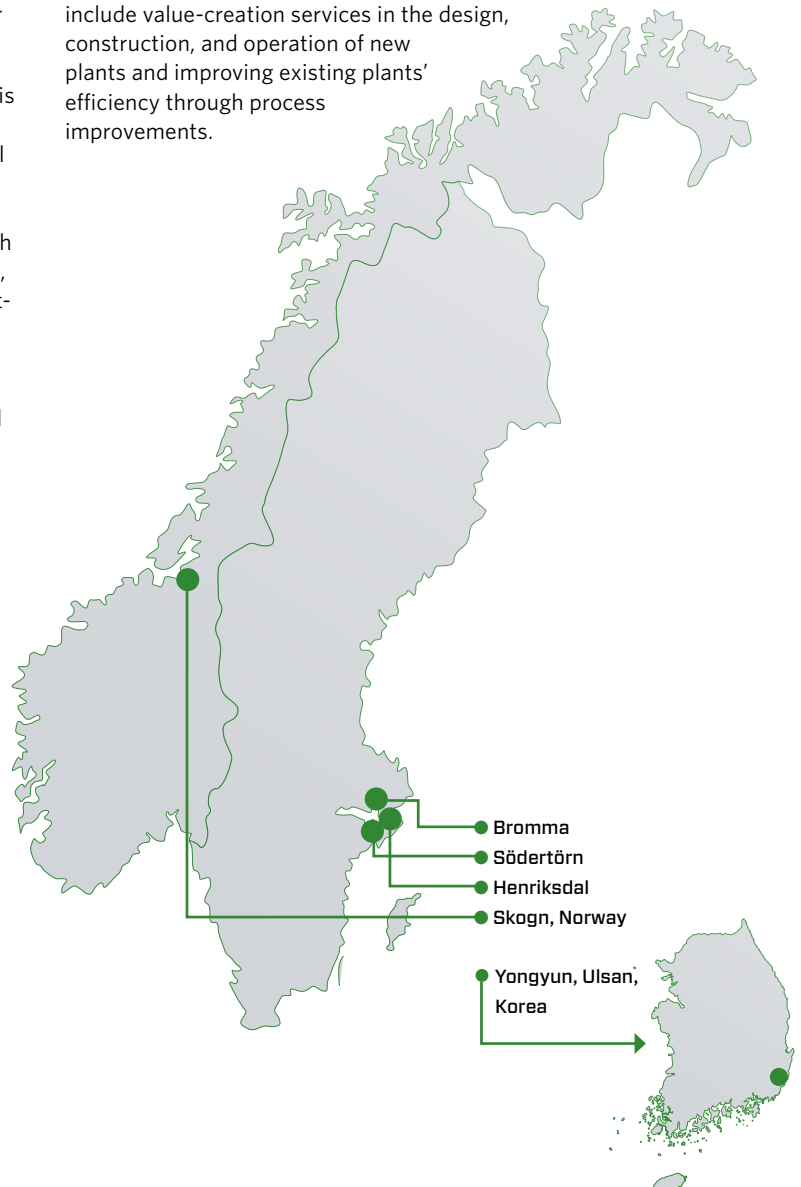 include value-creation services in the design,
construction, and operation of new
plants and improving existing plants’
efficiency through process
improvements.
Bromma
Södertörn
Henriksdal
Skogn, Norway
Yongyun, Ulsan,
Korea